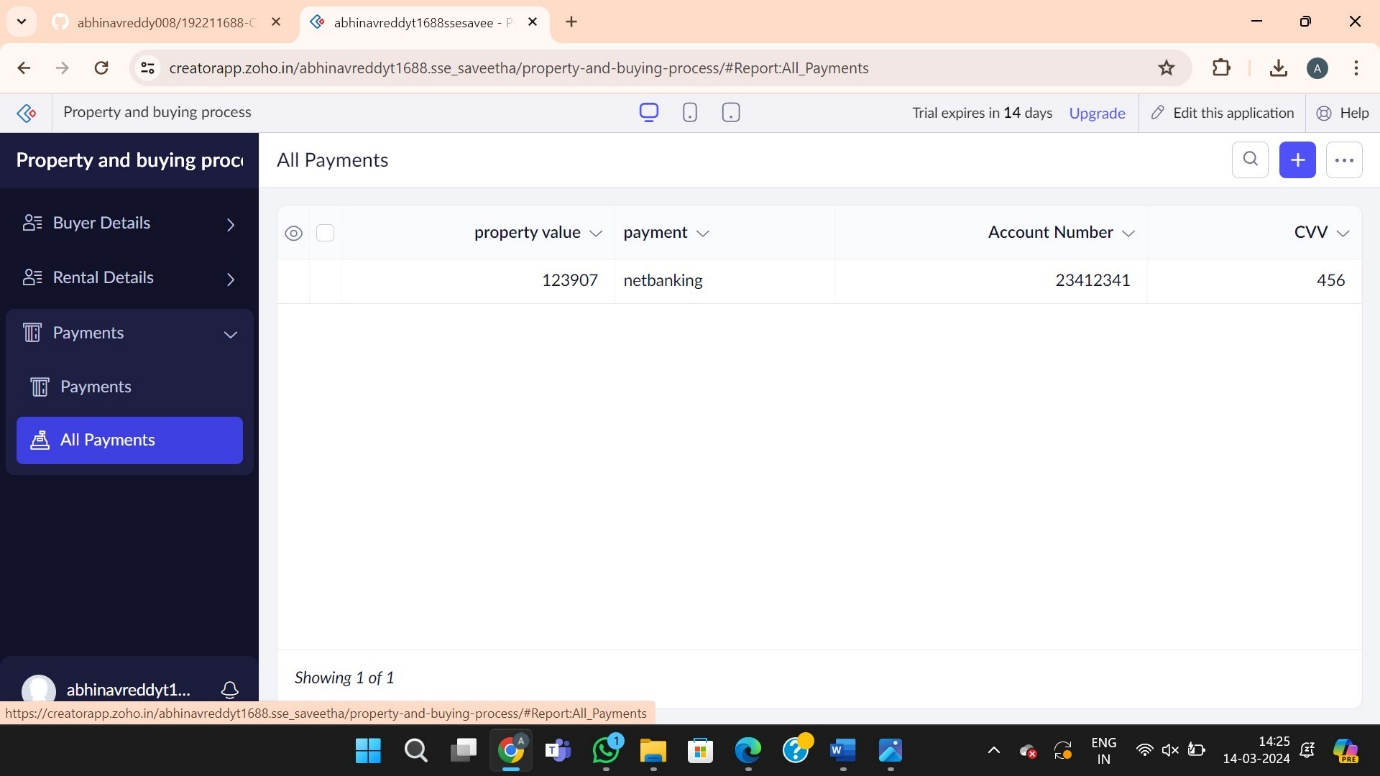 abhinavreddy008/192211688-C
abhinavreddyt1688ssesavee - P
creatorapp.zoho.in/abhinavreddyt1688.sse_saveetha/property-and-buying-process/#Report:All_Payments
A
Property and buying process
Trial expires in 14 days Upgrade
Edit this application
Help
Property and buying proc
All Payments
Buyer Details
Rental Details
Payments
Payments
All Payments
property value payment Account Number CVV
123907 netbanking 23412341 456
Showing 1 of 1
abhinavreddyt1...
https://creatorapp.zoho.in/abhinavreddyt1688.sse_saveetha/property-and-buying-process/#Report:All_Payments
A
T
1
?
W
ENG
IN
14:25
14-03-2024
PRE